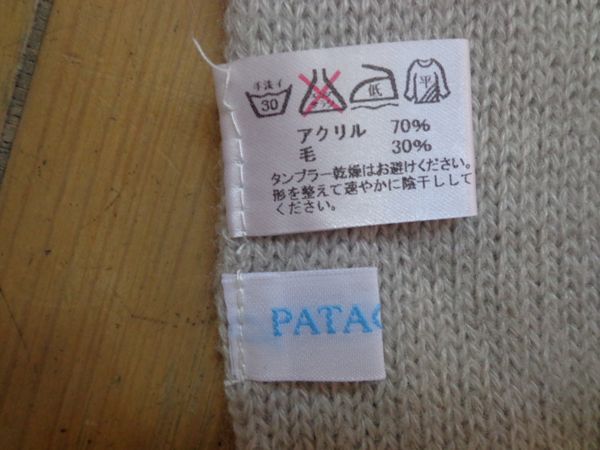 手洗イ
30
低
平
アクリル 70%
毛 30%
タンブラー乾燥はお避けください。
形を整えて速やかに陰干しして
ください。
PATAG